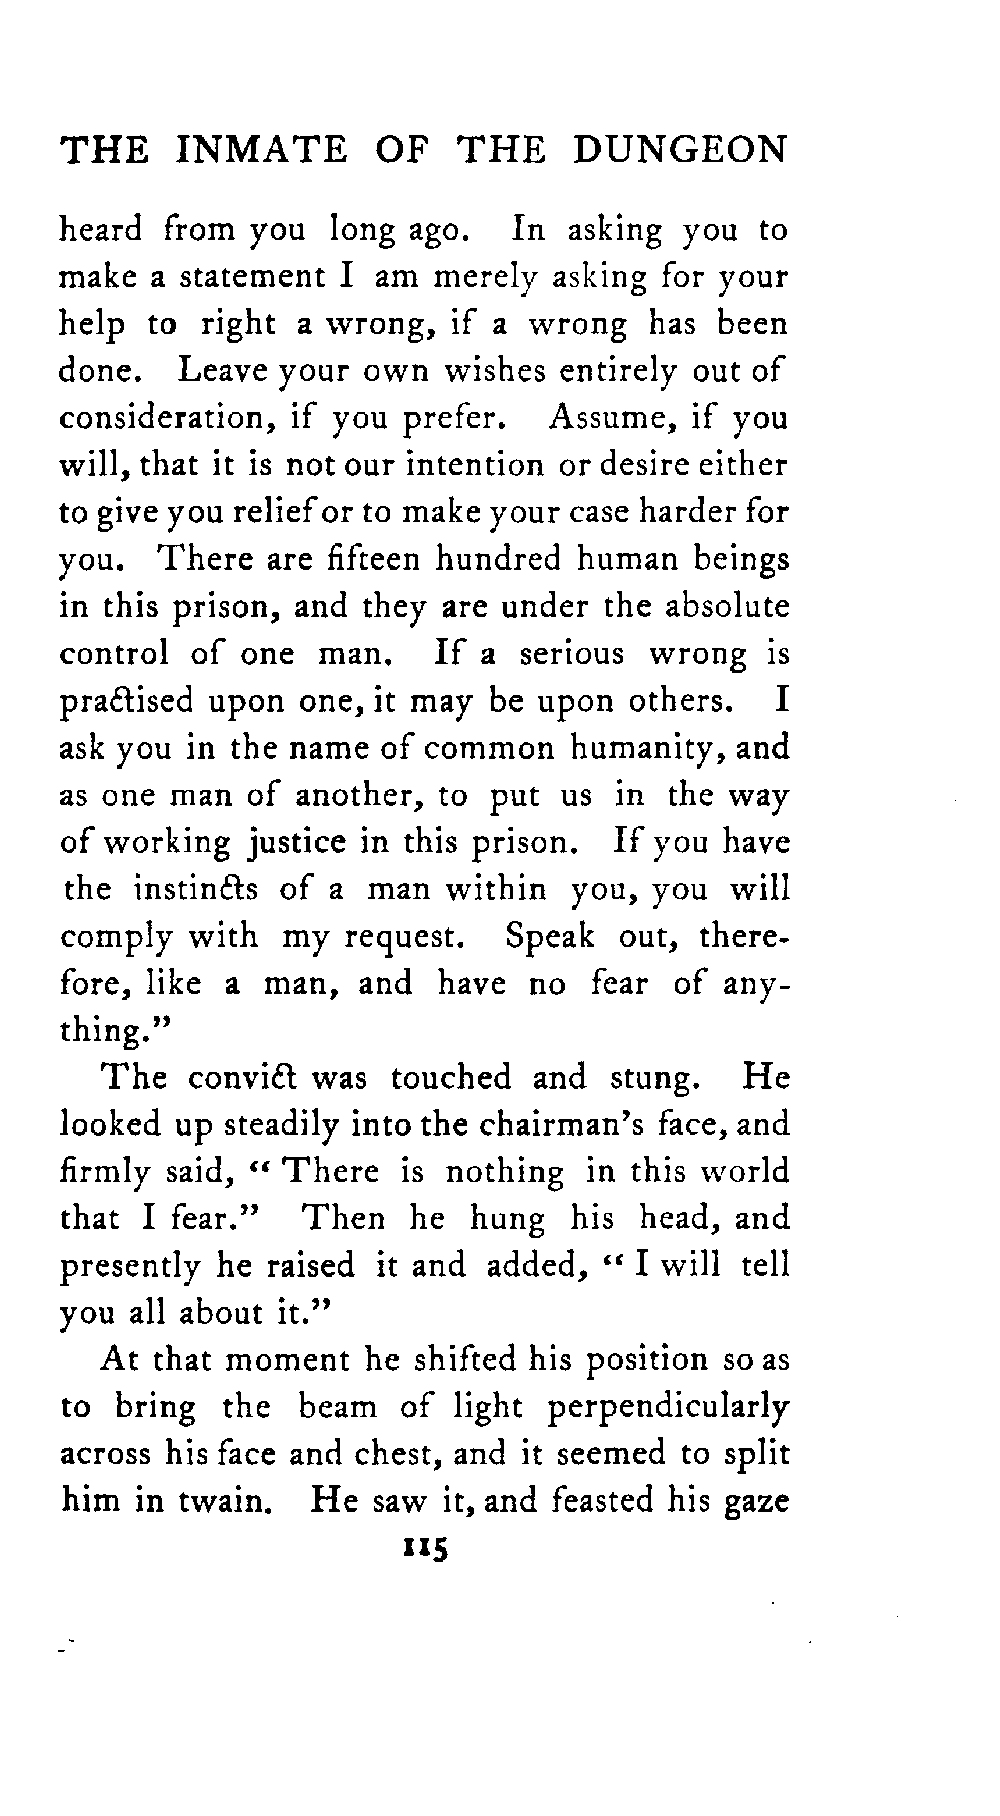 THE INMATE OF THE DUNGEON
heard from you long ago. In asking you to
make a statement I am merely asking for your
help to right a wrong, if a wrong has been
done. Leave your own wishes entirely out of
consideration, if you prefer. Assume, if you
will, that it is not our intention or desire either
to give you relief or to make your case harder for
you. There are fifteen hundred human beings
in this prison, and they are under the absolute
control of one man. If a serious wrong is
practised upon one, it may be upon others. I
ask you in the name of common humanity, and
as one man of another, to put us in the way
of working justice in this prison. If you have
the instincts of a man within you, you will
comply with my request. Speak out, there-
fore, like a man, and have no fear of any-
thing."
The convict was touched and stung. He
looked up steadily into the chairman's face, and
firmly said, "There is nothing in this world
that I fear." Then he hung his head, and
presently he raised it and added, "I will tell
you all about it."
At that moment he shifted his position so as
to bring the beam of light perpendicularly
across his face and chest, and it seemed to split
him in twain. He saw it, and feasted his gaze
115